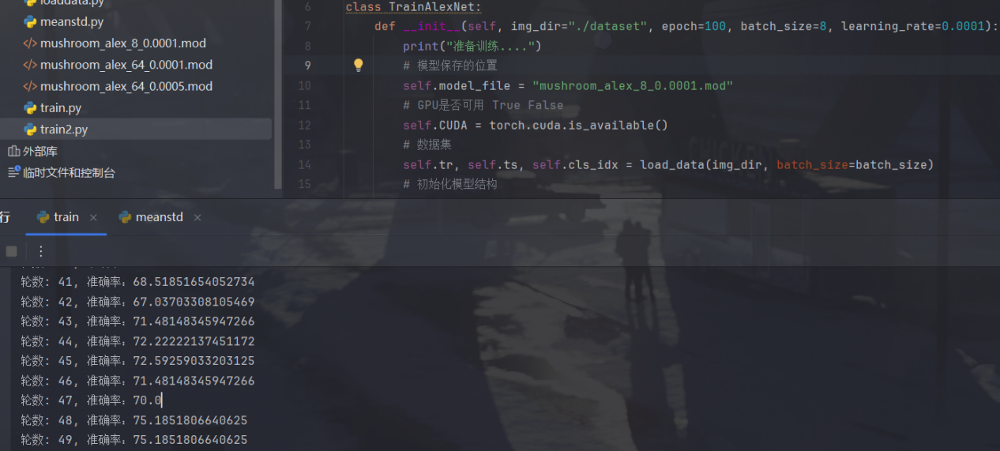 loaddata.py
meanstd.py
mushroom_alex_8_0.0001.mod
mushroom_alex_64_0.0001.mod
mushroom_alex_64_0.0005.mod
train.py
train2.py
外部库
临时文件和控制台
6 class TrainAlexNet:
7 def __init__(self, img_dir="./dataset", epoch=100, batch_size=8, learning_rate=0.0001):
8 print("准备训练....")
9 # 模型保存的位置
10 self.model_file = "mushroom_alex_8_0.0001.mod"
11 # GPU是否可用 True False
12 self.CUDA = torch.cuda.is_available()
13 # 数据集
14 self.tr, self.ts, self.cls_idx = load_data(img_dir, batch_size=batch_size)
15 # 初始化模型结构
行 train meanstd
轮数: 41, 准确率：68.51851654052734
轮数: 42, 准确率：67.03703308105469
轮数: 43, 准确率：71.48148345947266
轮数: 44, 准确率：72.22222137451172
轮数: 45, 准确率：72.59259033203125
轮数: 46, 准确率：71.48148345947266
轮数: 47, 准确率：70.0
轮数: 48, 准确率：75.1851806640625
轮数: 49, 准确率：75.1851806640625